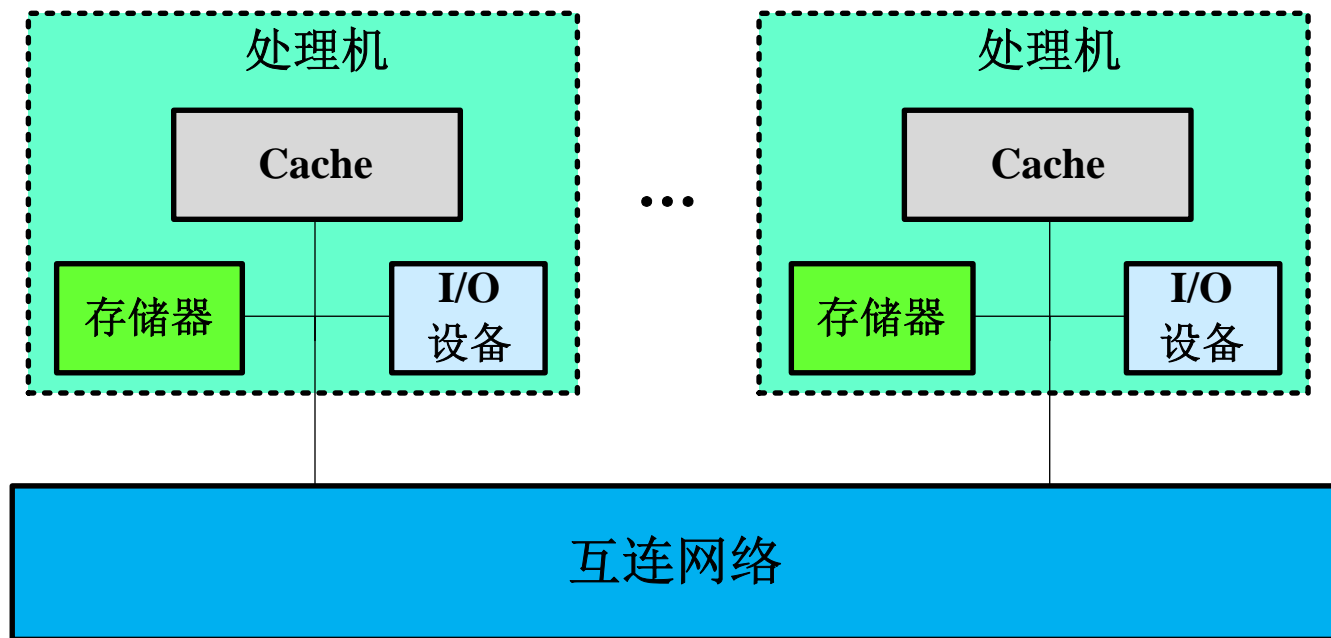 处理机
Cache
存储器
I/O
设备
…
处理机
Cache
存储器
I/O
设备
互连网络